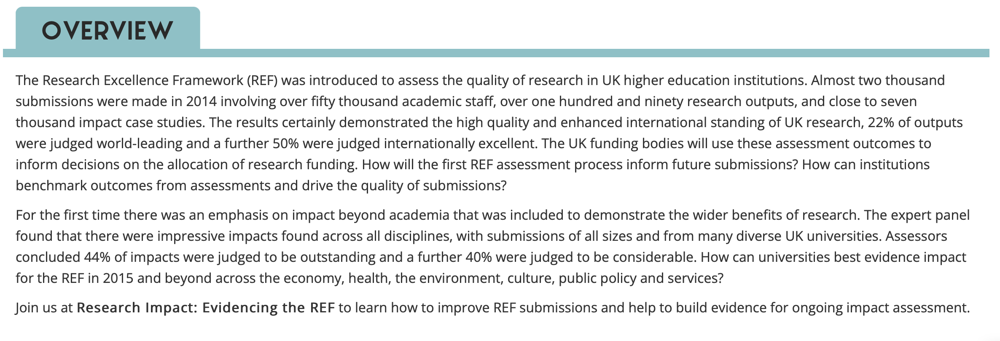 OVERVIEW
The Research Excellence Framework (REF) was introduced to assess the quality of research in UK higher education institutions. Almost two thousand
submissions were made in 2014 involving over fifty thousand academic staff, over one hundred and ninety research outputs, and close to seven
thousand impact case studies. The results certainly demonstrated the high quality and enhanced international standing of UK research, 22% of outputs
were judged world-leading and a further 50% were judged internationally excellent. The UK funding bodies will use these assessment outcomes to
inform decisions on the allocation of research funding. How will the first REF assessment process inform future submissions? How can institutions
benchmark outcomes from assessments and drive the quality of submissions?
For the first time there was an emphasis on impact beyond academia that was included to demonstrate the wider benefits of research. The expert panel
found that there were impressive impacts found across all disciplines, with submissions of all sizes and from many diverse UK universities. Assessors
concluded 44% of impacts were judged to be outstanding and a further 40% were judged to be considerable. How can universities best evidence impact
for the REF in 2015 and beyond across the economy, health, the environment, culture, public policy and services?
Join us at Research Impact: Evidencing the REF to learn how to improve REF submissions and help to build evidence for ongoing impact assessment.